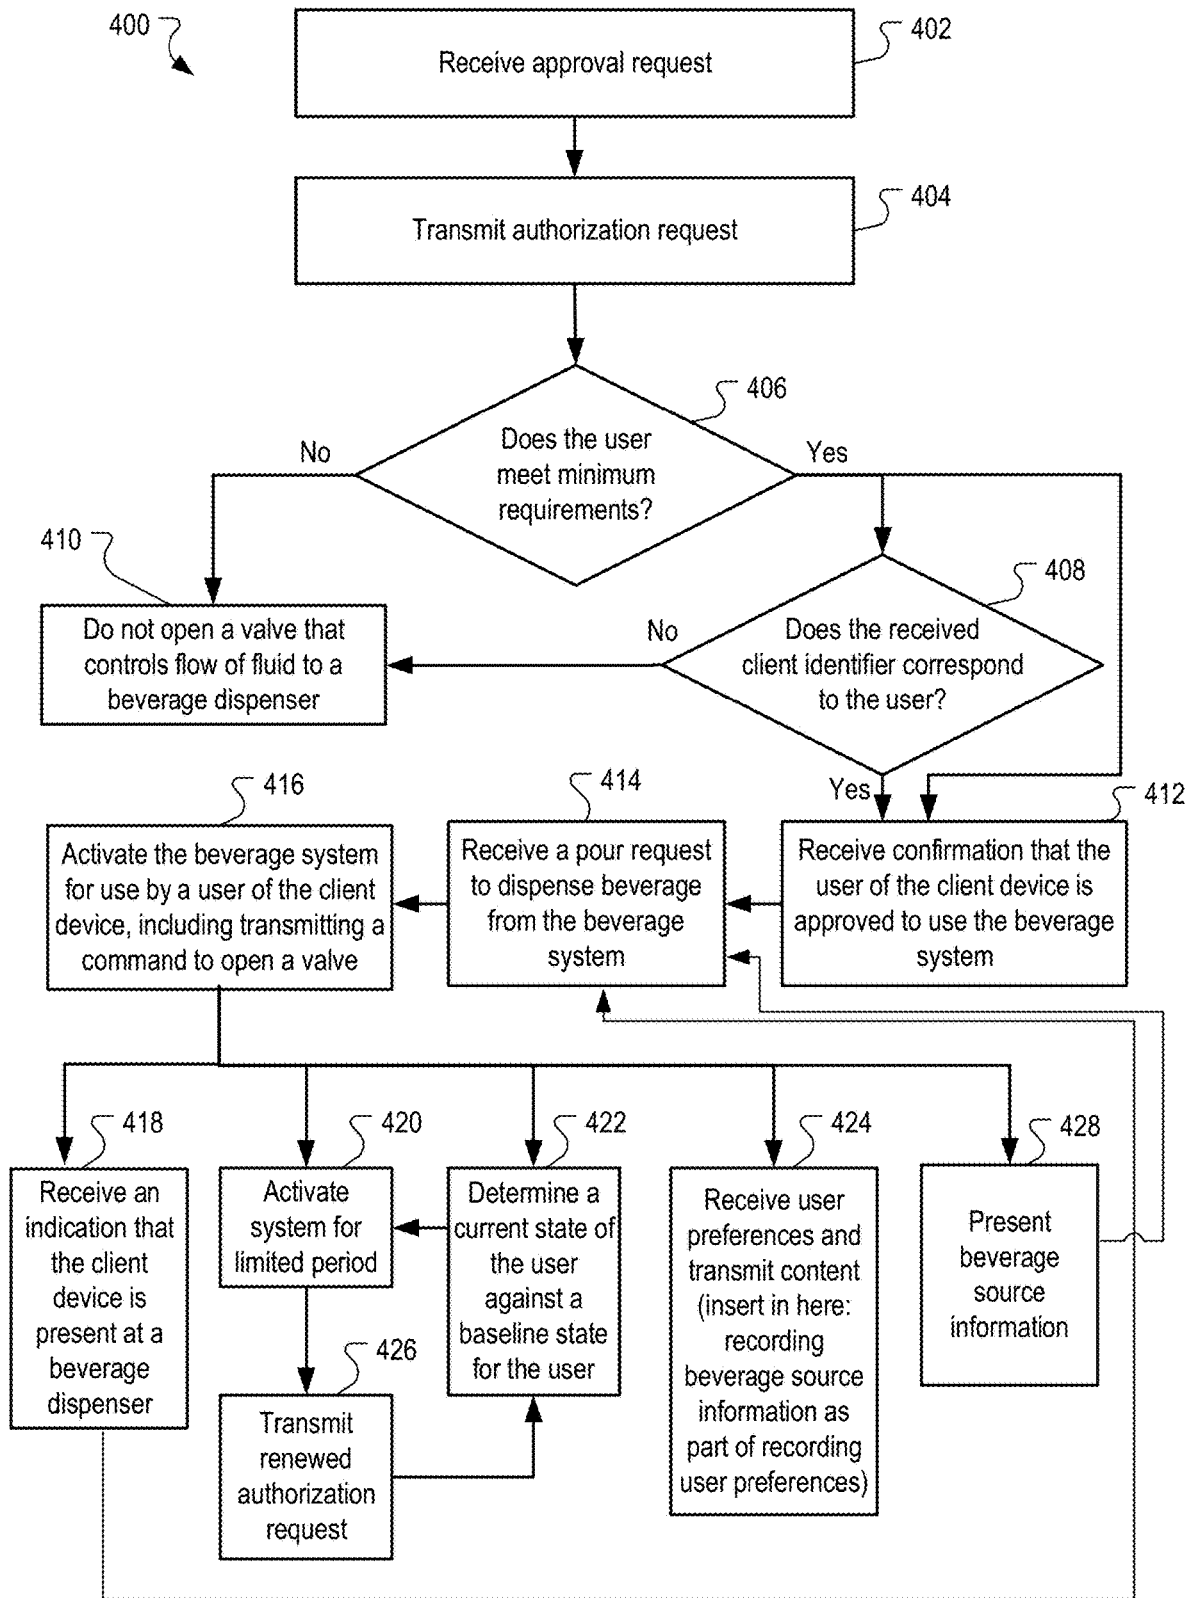 400
402
Receive approval request
404
Transmit authorization request
406
Does the user
meet minimum
requirements?
No
Yes
410
Do not open a valve that
controls flow of fluid to a
beverage dispenser
408
Does the received
client identifier correspond
to the user?
No
Yes
416
Activate the beverage system
for use by a user of the client
device, including transmitting a
command to open a valve
414
Receive a pour request
to dispense beverage
from the beverage
system
412
Receive confirmation that the
user of the client device is
approved to use the beverage
system
418
Receive an
indication that
the client
device is
present at a
beverage
dispenser
420
Activate
system for
limited period
422
Determine a
current state of
the user
against a
baseline state
for the user
424
Receive user
preferences and
transmit content
(insert in here:
recording
beverage source
information as
part of recording
user preferences)
428
Present
beverage
source
information
426
Transmit
renewed
authorization
request